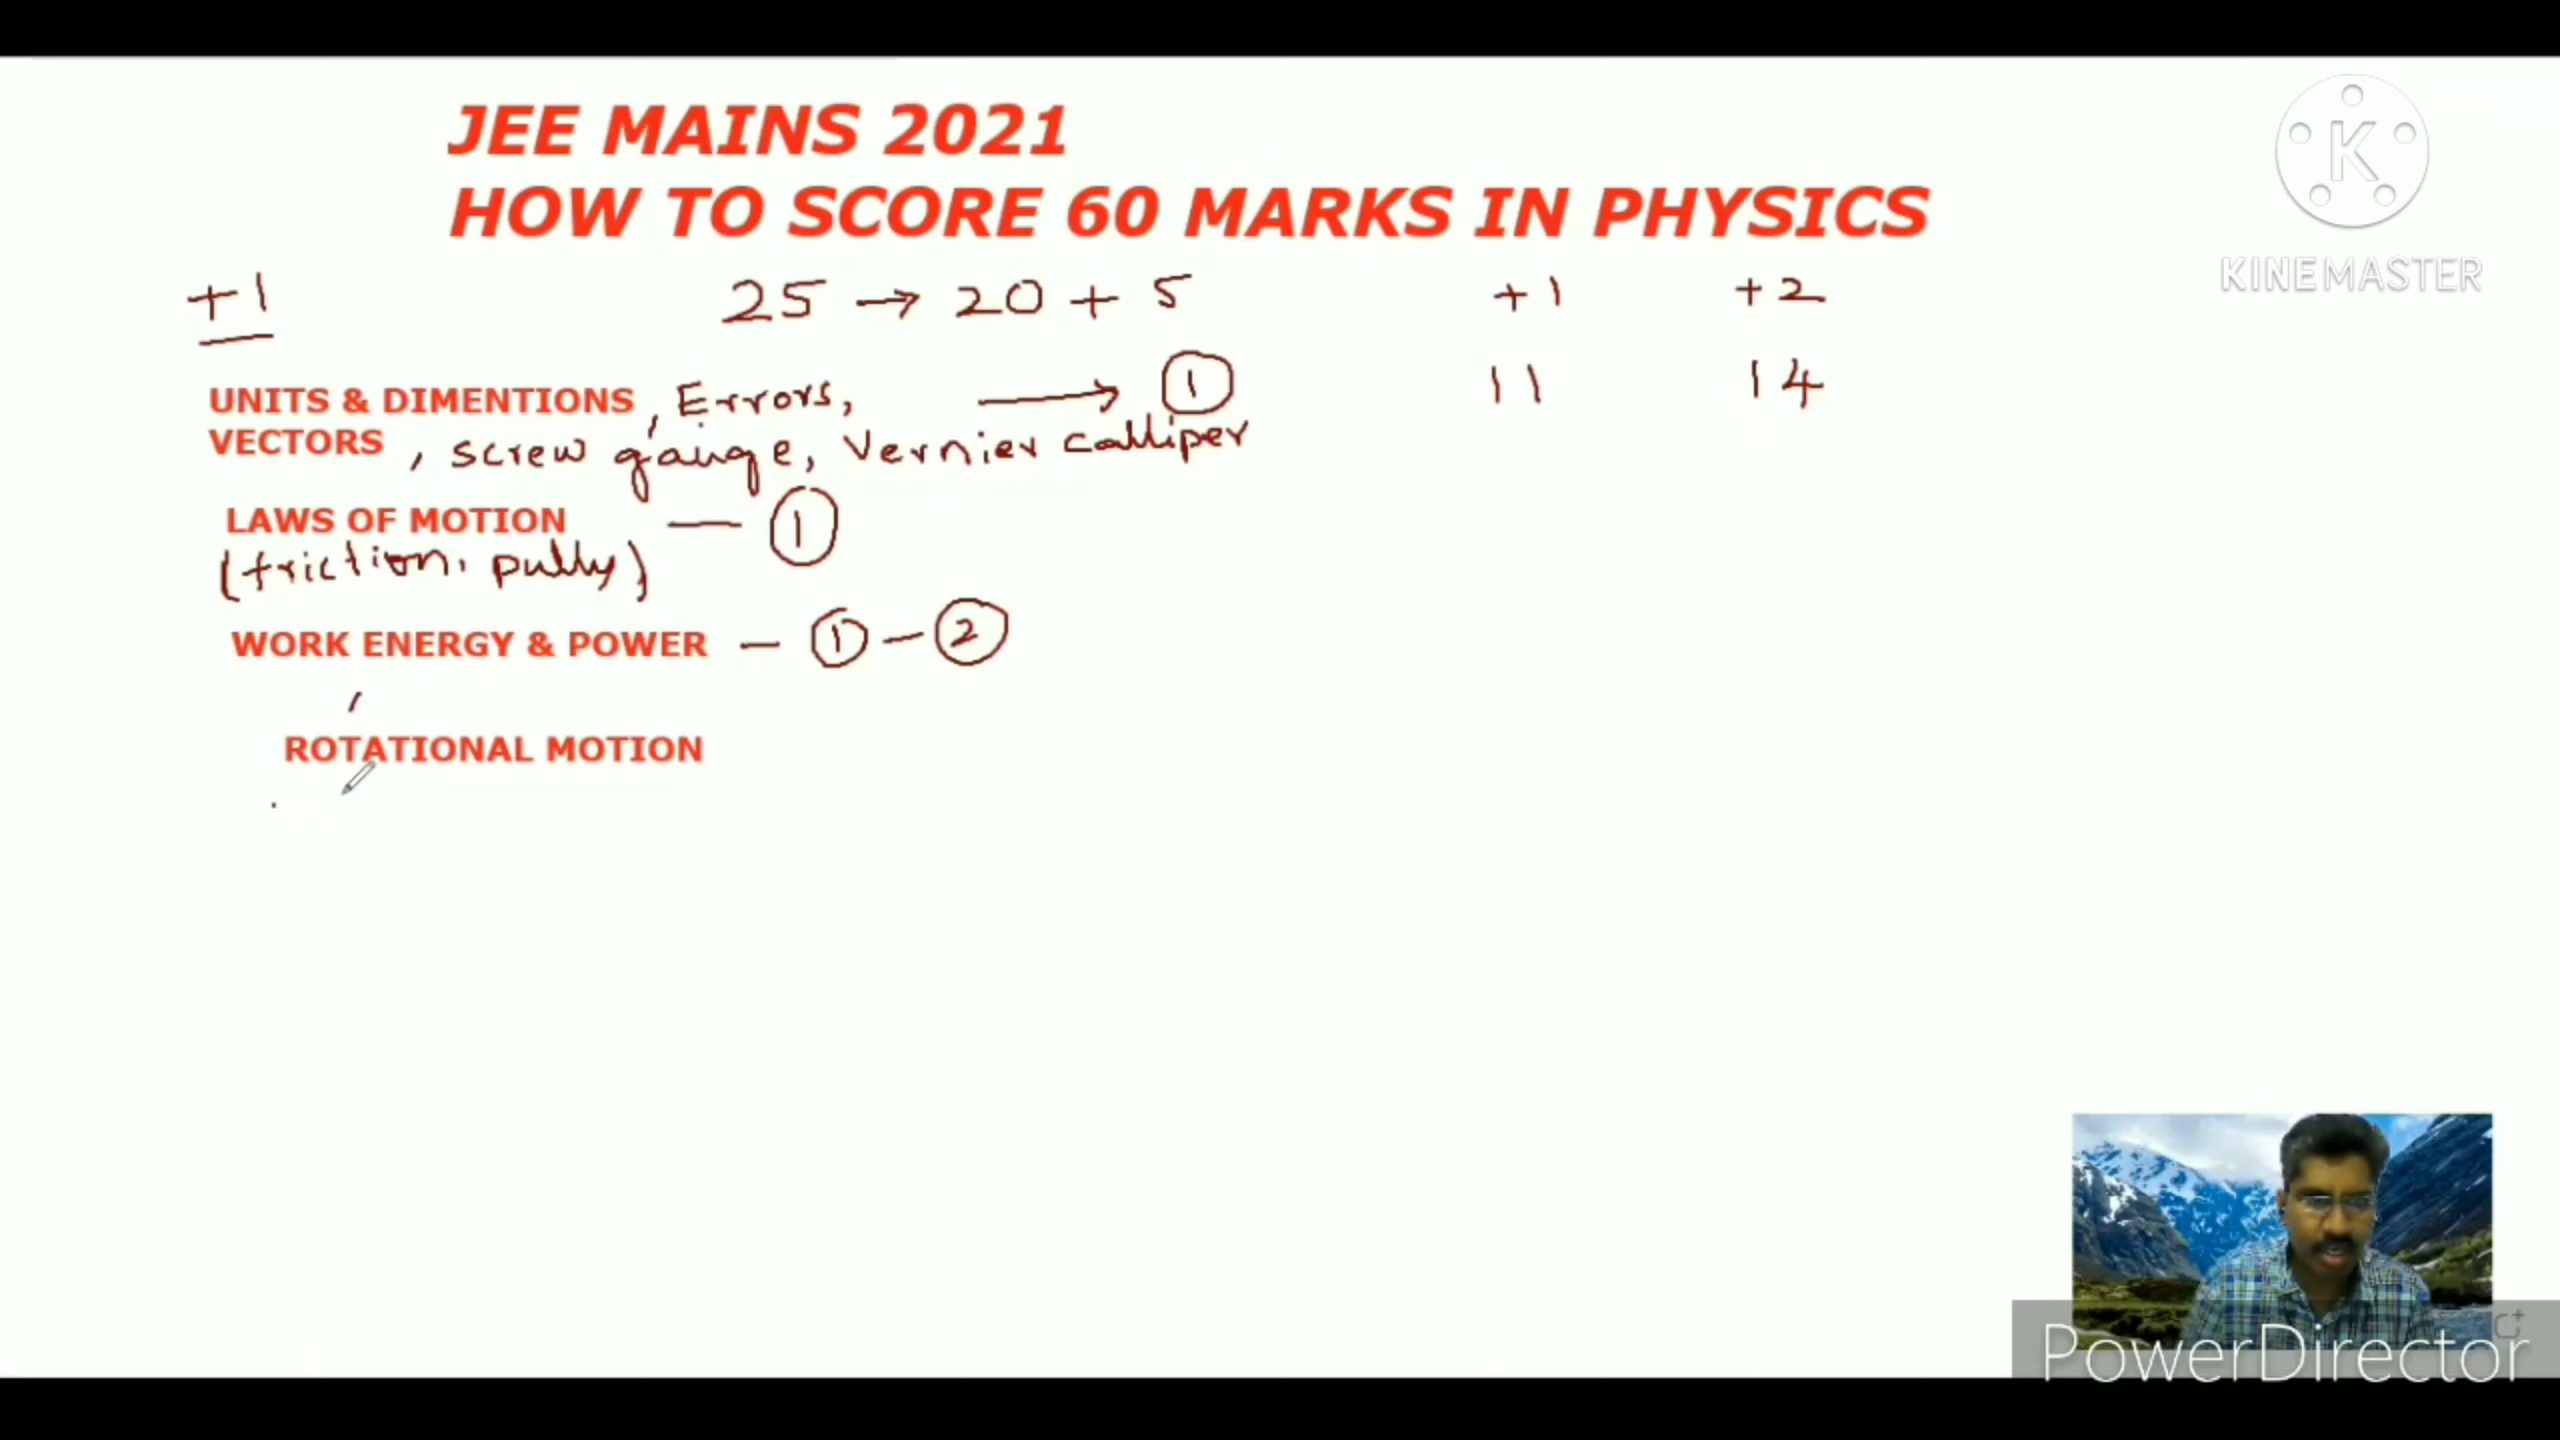 JEE MAINS 2021
HOW TO SCORE 60 MARKS IN PHYSICS
K
KINEMASTER
+1
25 → 20 + 5
+1 +2
11 14
UNITS & DIMENTIONS, Errors, → 1
VECTORS, screw gauge, Vernier calliper
LAWS OF MOTION — 1
(friction, pully)
WORK ENERGY & POWER — 1 – 2
ROTATIONAL MOTION
PowerDirector